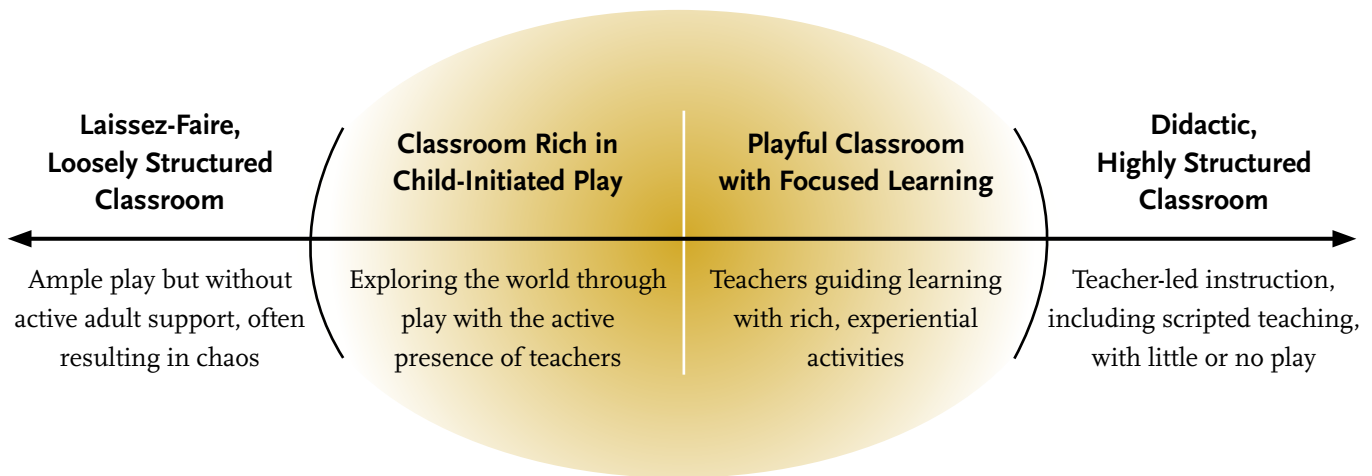 Laissez-Faire,
Loosely Structured
Classroom
Ample play but without
active adult support, often
resulting in chaos
Classroom Rich in
Child-Initiated Play
Exploring the world through
play with the active
presence of teachers
Playful Classroom
with Focused Learning
Teachers guiding learning
with rich, experiential
activities
Didactic,
Highly Structured
Classroom
Teacher-led instruction,
including scripted teaching,
with little or no play